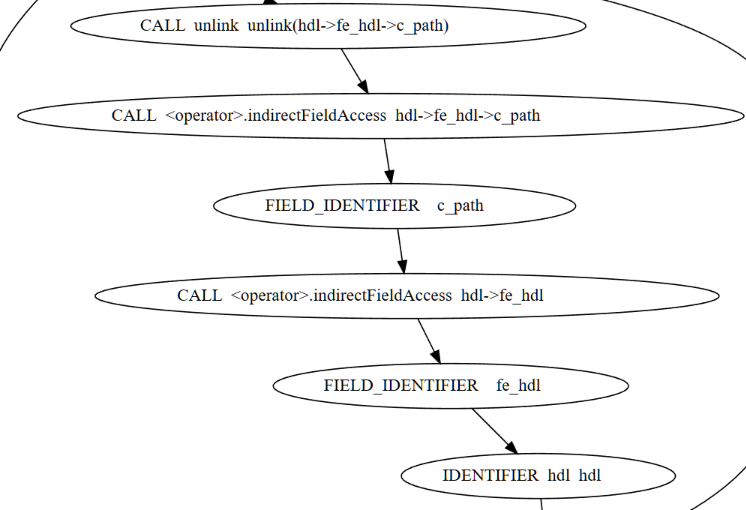 CALL unlink unlink(hdl->fe_hdl->c_path)
CALL <operator>.indirectFieldAccess hdl->fe_hdl->c_path
FIELD_IDENTIFIER c_path
CALL <operator>.indirectFieldAccess hdl->fe_hdl
FIELD_IDENTIFIER fe_hdl
IDENTIFIER hdl hdl